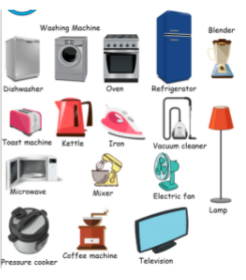 Washing Machine
Blender
Dishwasher
Oven
Refrigerator
Toast machine
Kettle
Iron
Vacuum cleaner
Microwave
Mixer
Electric fan
Lamp
Pressure cooker
Coffee machine
Television